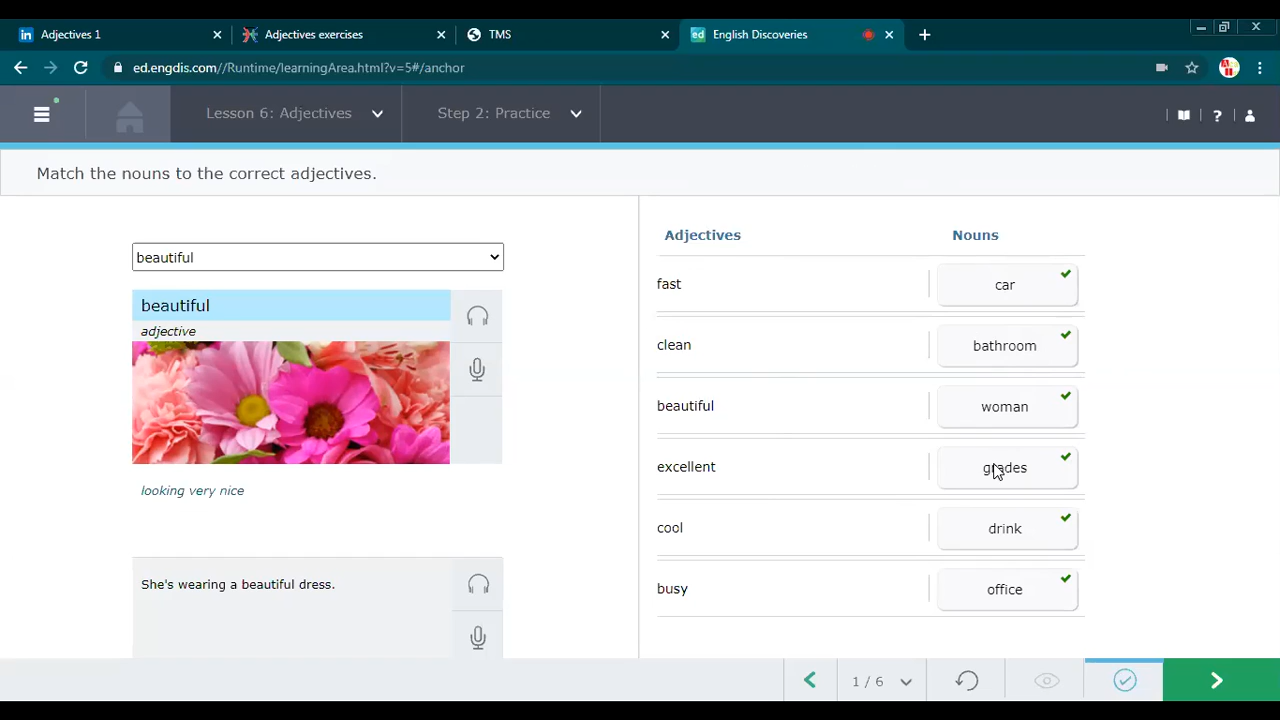 in Adjectives 1
Adjectives exercises
TMS
ed English Discoveries
ed.engdis.com//Runtime/learningArea.html?v=5#/anchor
Lesson 6: Adjectives
Step 2: Practice
?
Match the nouns to the correct adjectives.
beautiful
beautiful
adjective
looking very nice
She's wearing a beautiful dress.
Adjectives Nouns
fast car
clean bathroom
beautiful woman
excellent grades
cool drink
busy office
1 / 6